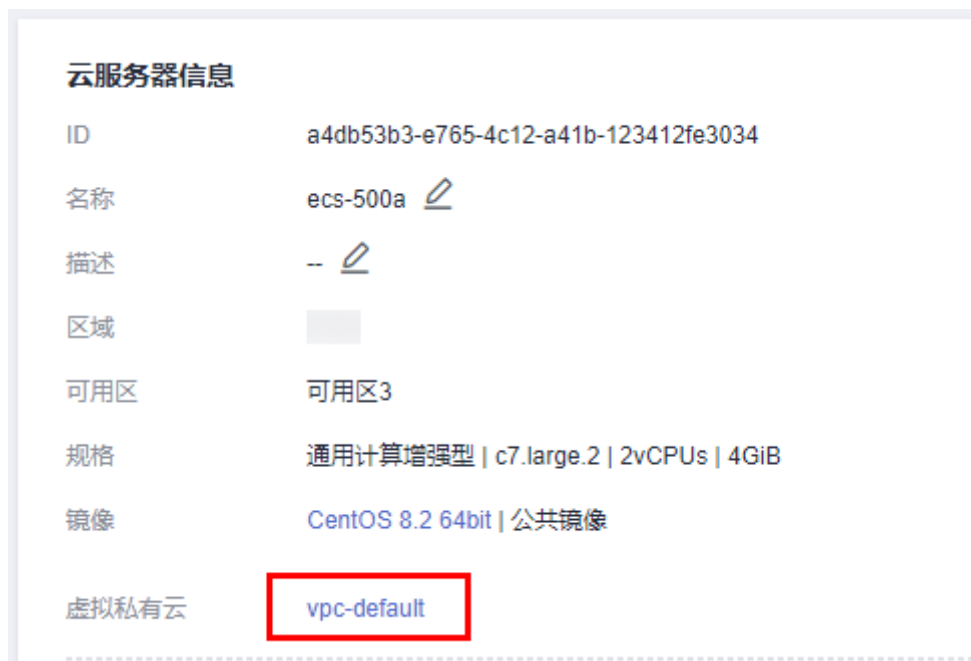 云服务器信息
ID a4db53b3-e765-4c12-a41b-123412fe3034
名称 ecs-500a
描述 --
区域
可用区 可用区3
规格 通用计算增强型 | c7.large.2 | 2vCPUs | 4GiB
镜像 CentOS 8.2 64bit | 公共镜像
虚拟私有云 vpc-default